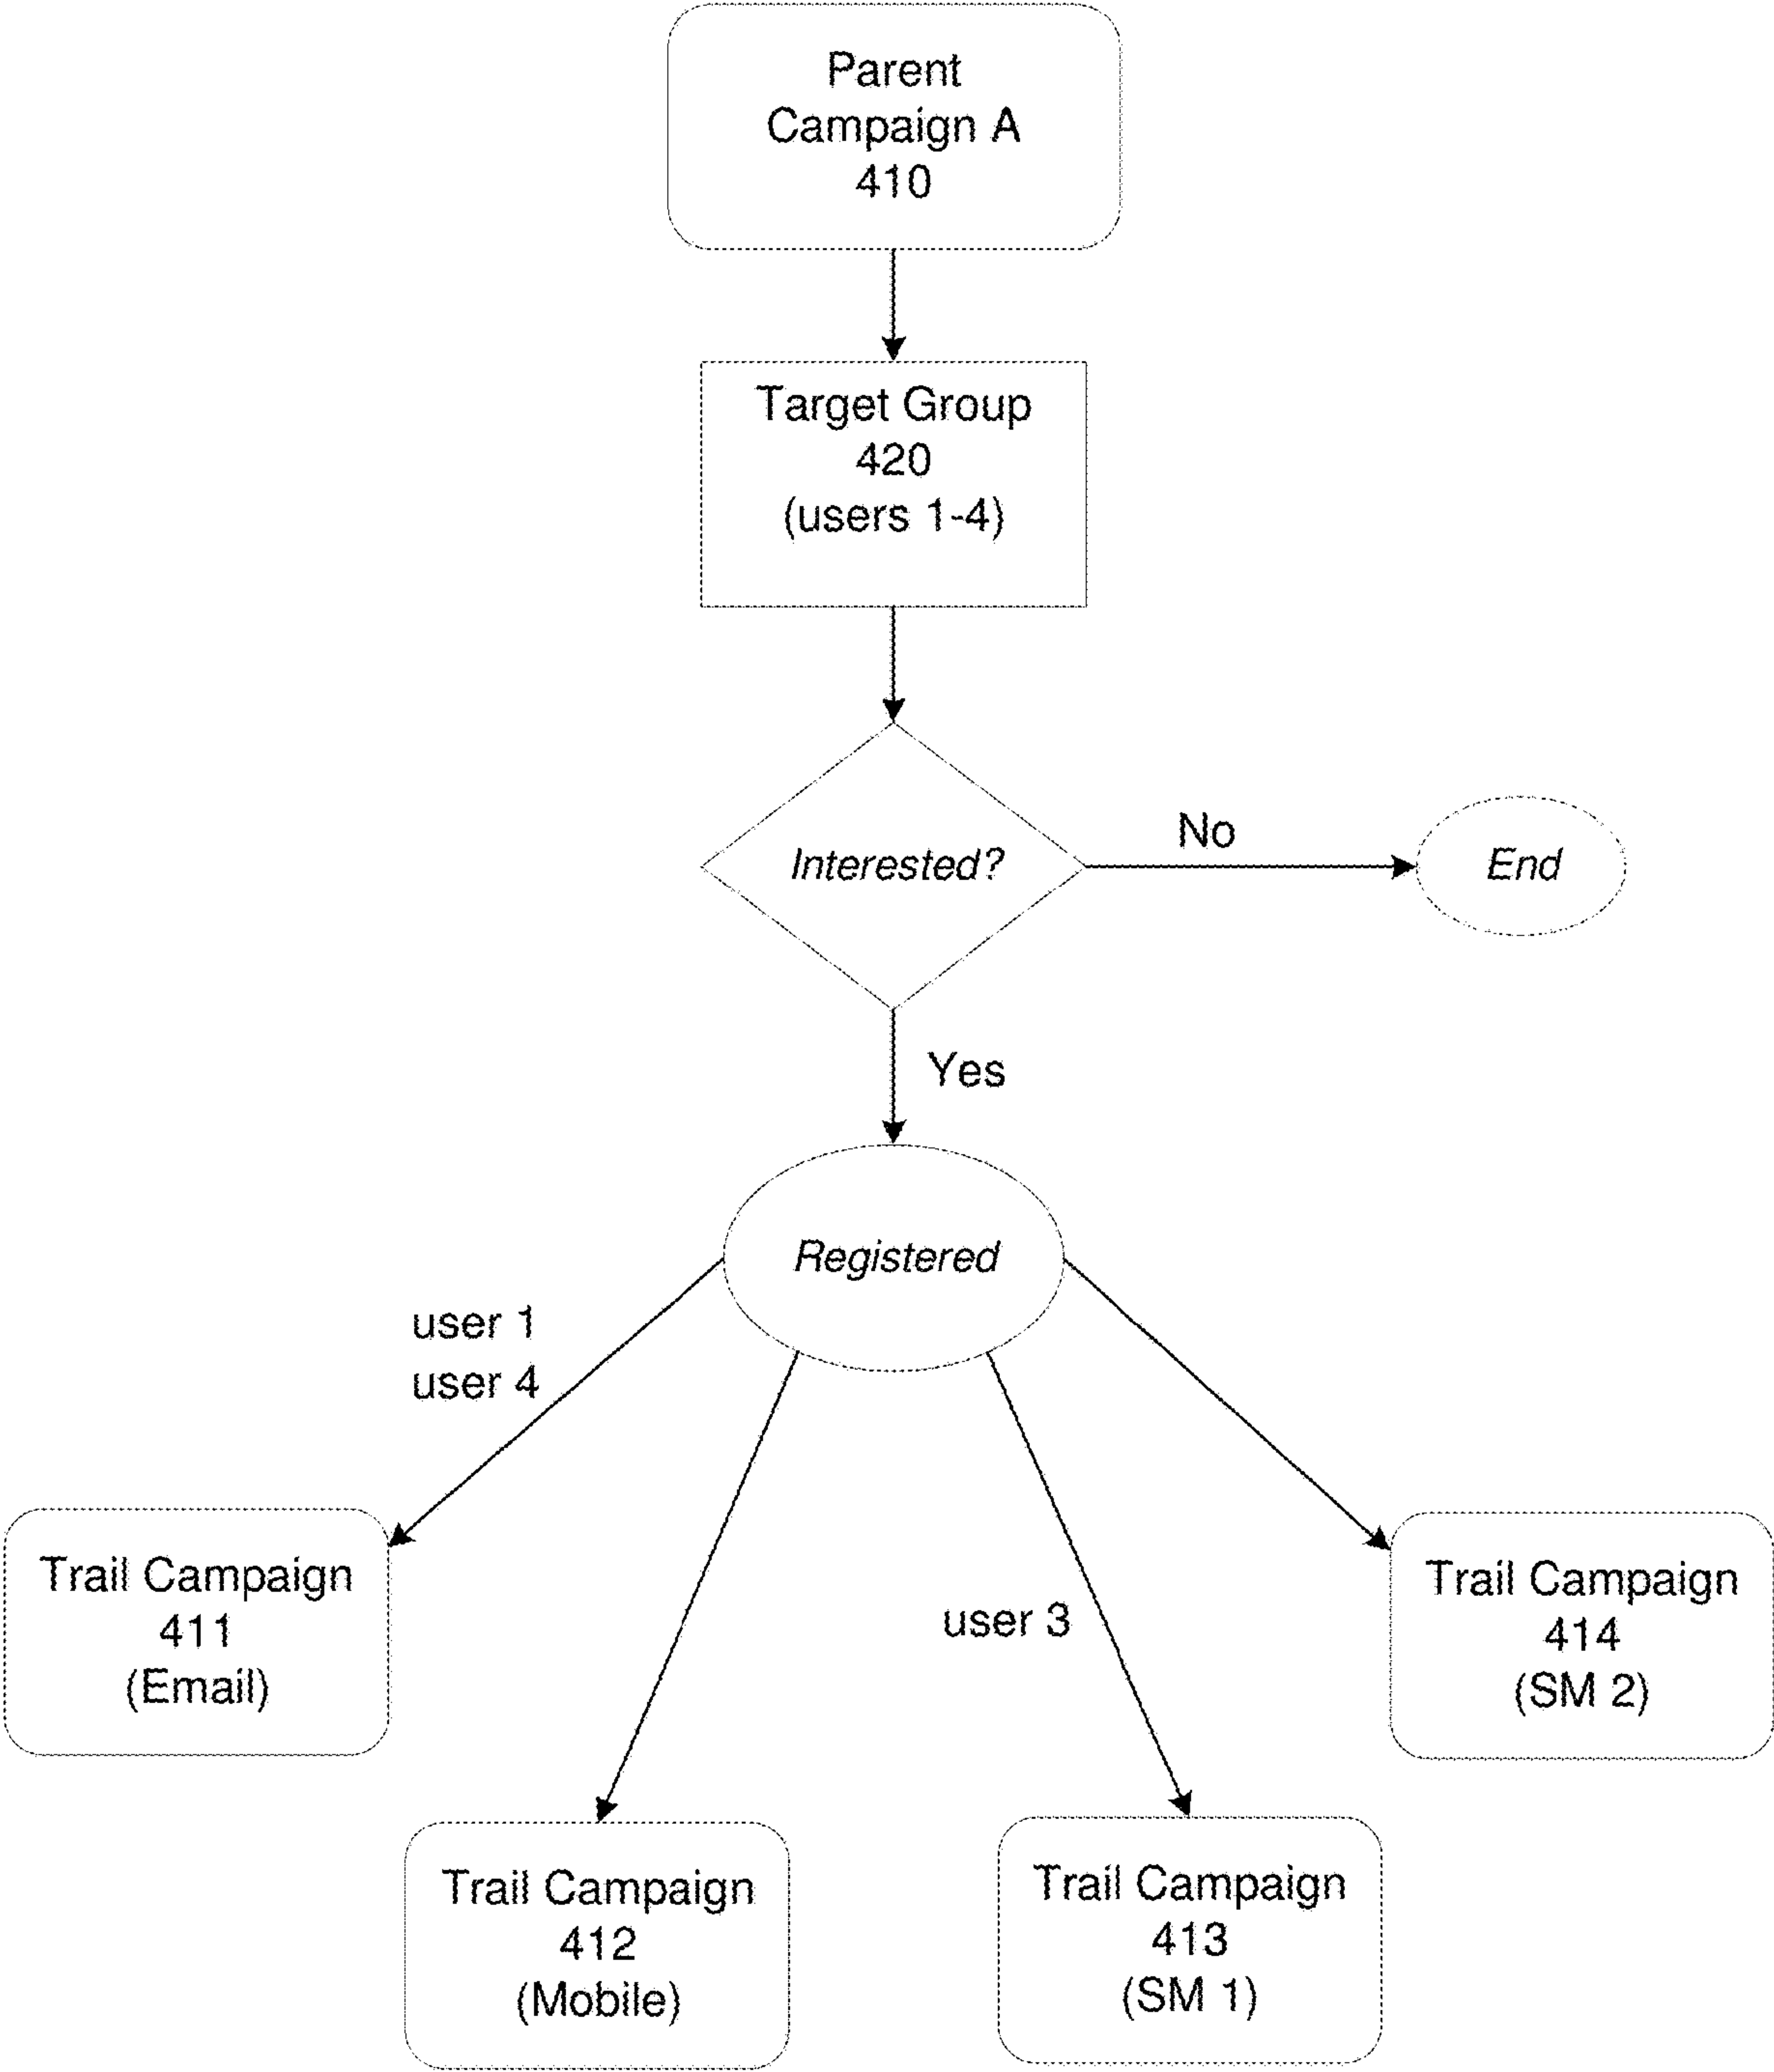 Parent
Campaign A
410
Target Group
420
(users 1-4)
Interested?
No
End
Yes
Registered
user 1
user 4
user 3
Trail Campaign
411
(Email)
Trail Campaign
412
(Mobile)
Trail Campaign
413
(SM 1)
Trail Campaign
414
(SM 2)